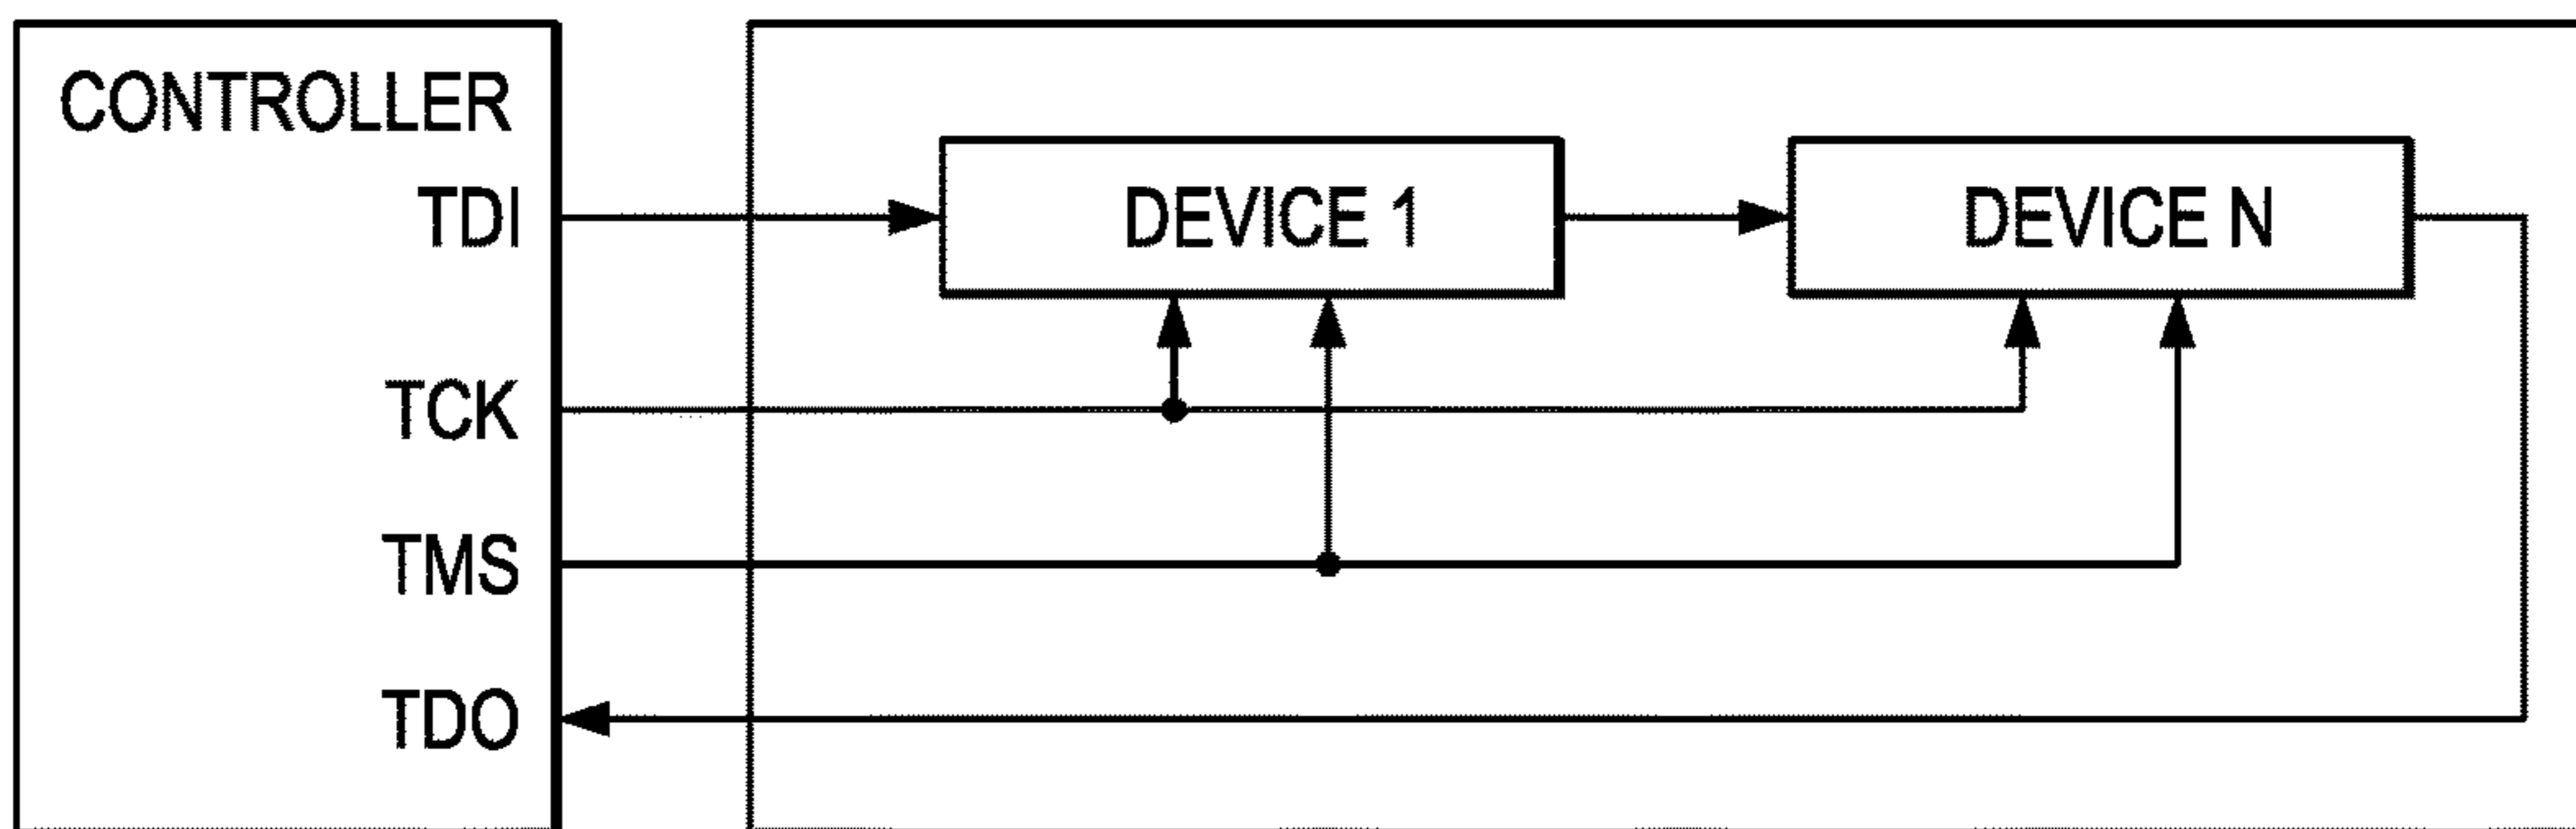 CONTROLLER
TDI
DEVICE 1
DEVICE N
TCK
TMS
TDO